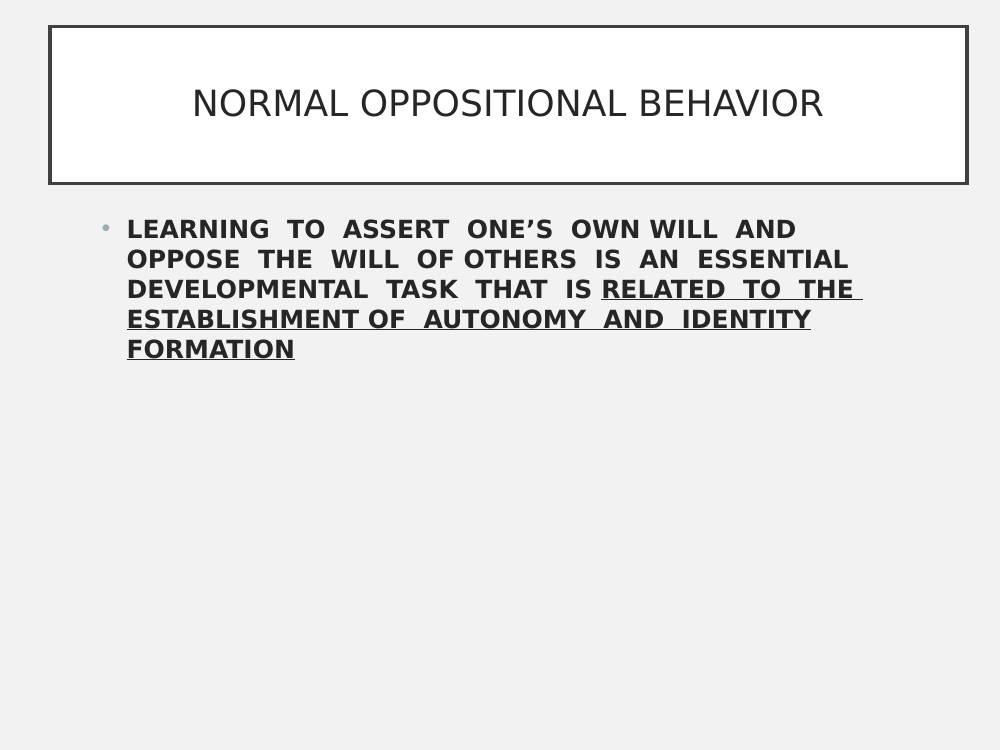 NORMAL OPPOSITIONAL BEHAVIOR
• LEARNING TO ASSERT ONE’S OWN WILL AND
OPPOSE THE WILL OF OTHERS IS AN ESSENTIAL
DEVELOPMENTAL TASK THAT IS RELATED TO THE
ESTABLISHMENT OF AUTONOMY AND IDENTITY
FORMATION